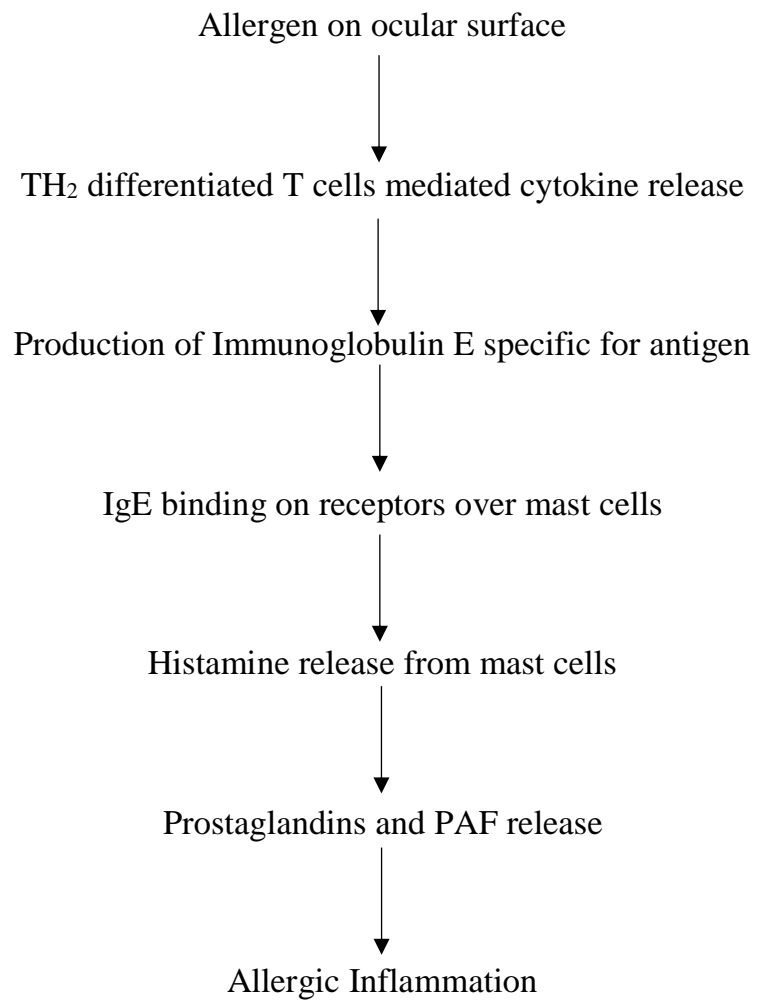 Allergen on ocular surface
TH₂ differentiated T cells mediated cytokine release
Production of Immunoglobulin E specific for antigen
IgE binding on receptors over mast cells
Histamine release from mast cells
Prostaglandins and PAF release
Allergic Inflammation